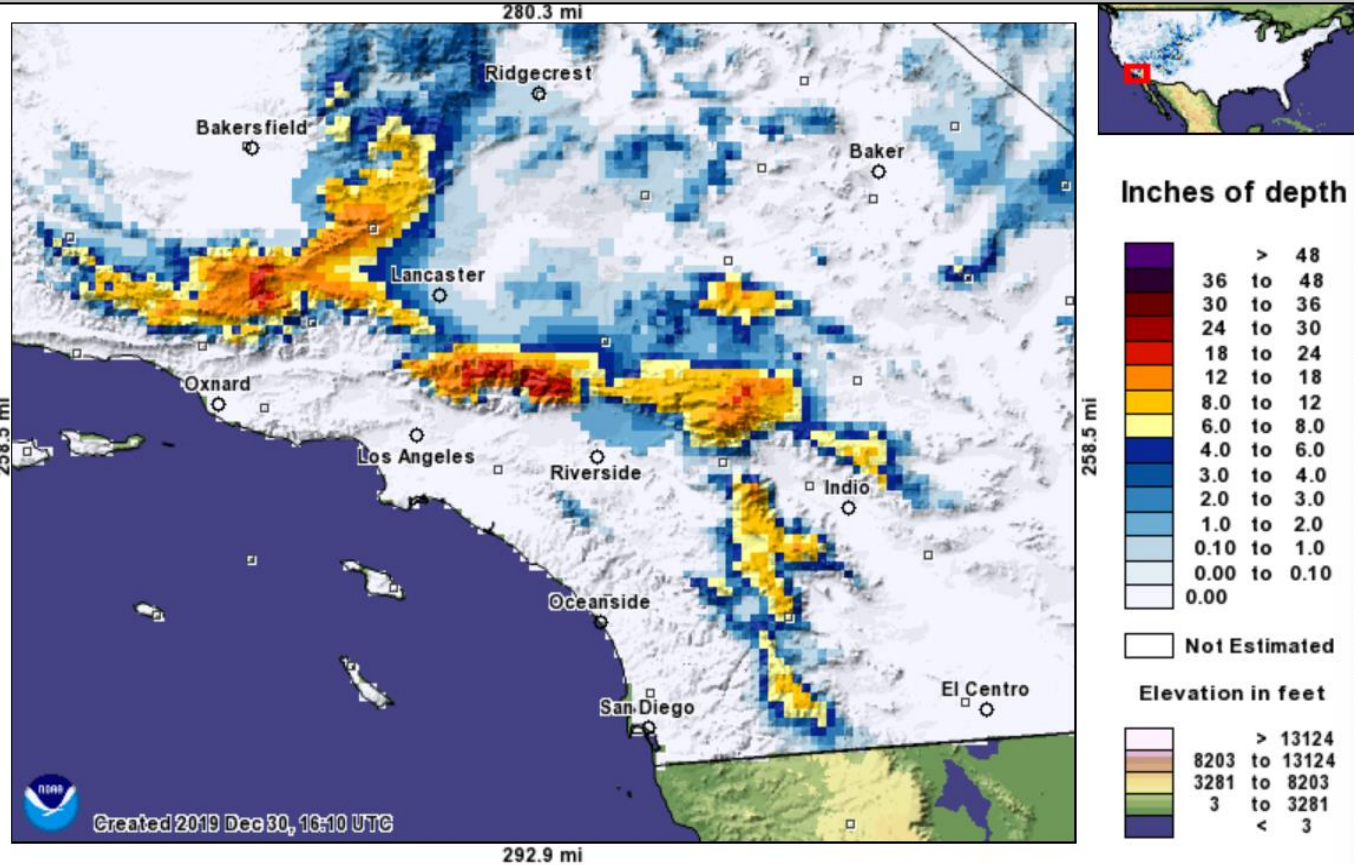 280.3 mi
Ridgecrest
Bakersfield
Baker
Lancaster
Oxnard
Los Angeles
Riverside
Indio
Oceanside
San Diego
El Centro
258.5 mi
258.5 mi
NOAA
Created 2019 Dec 30, 16:10 UTC
292.9 mi
Inches of depth
> 48
36 to 48
30 to 36
24 to 30
18 to 24
12 to 18
8.0 to 12
6.0 to 8.0
4.0 to 6.0
3.0 to 4.0
2.0 to 3.0
1.0 to 2.0
0.10 to 1.0
0.00 to 0.10
0.00
Not Estimated
Elevation in feet
> 13124
8203 to 13124
3281 to 8203
3 to 3281
< 3